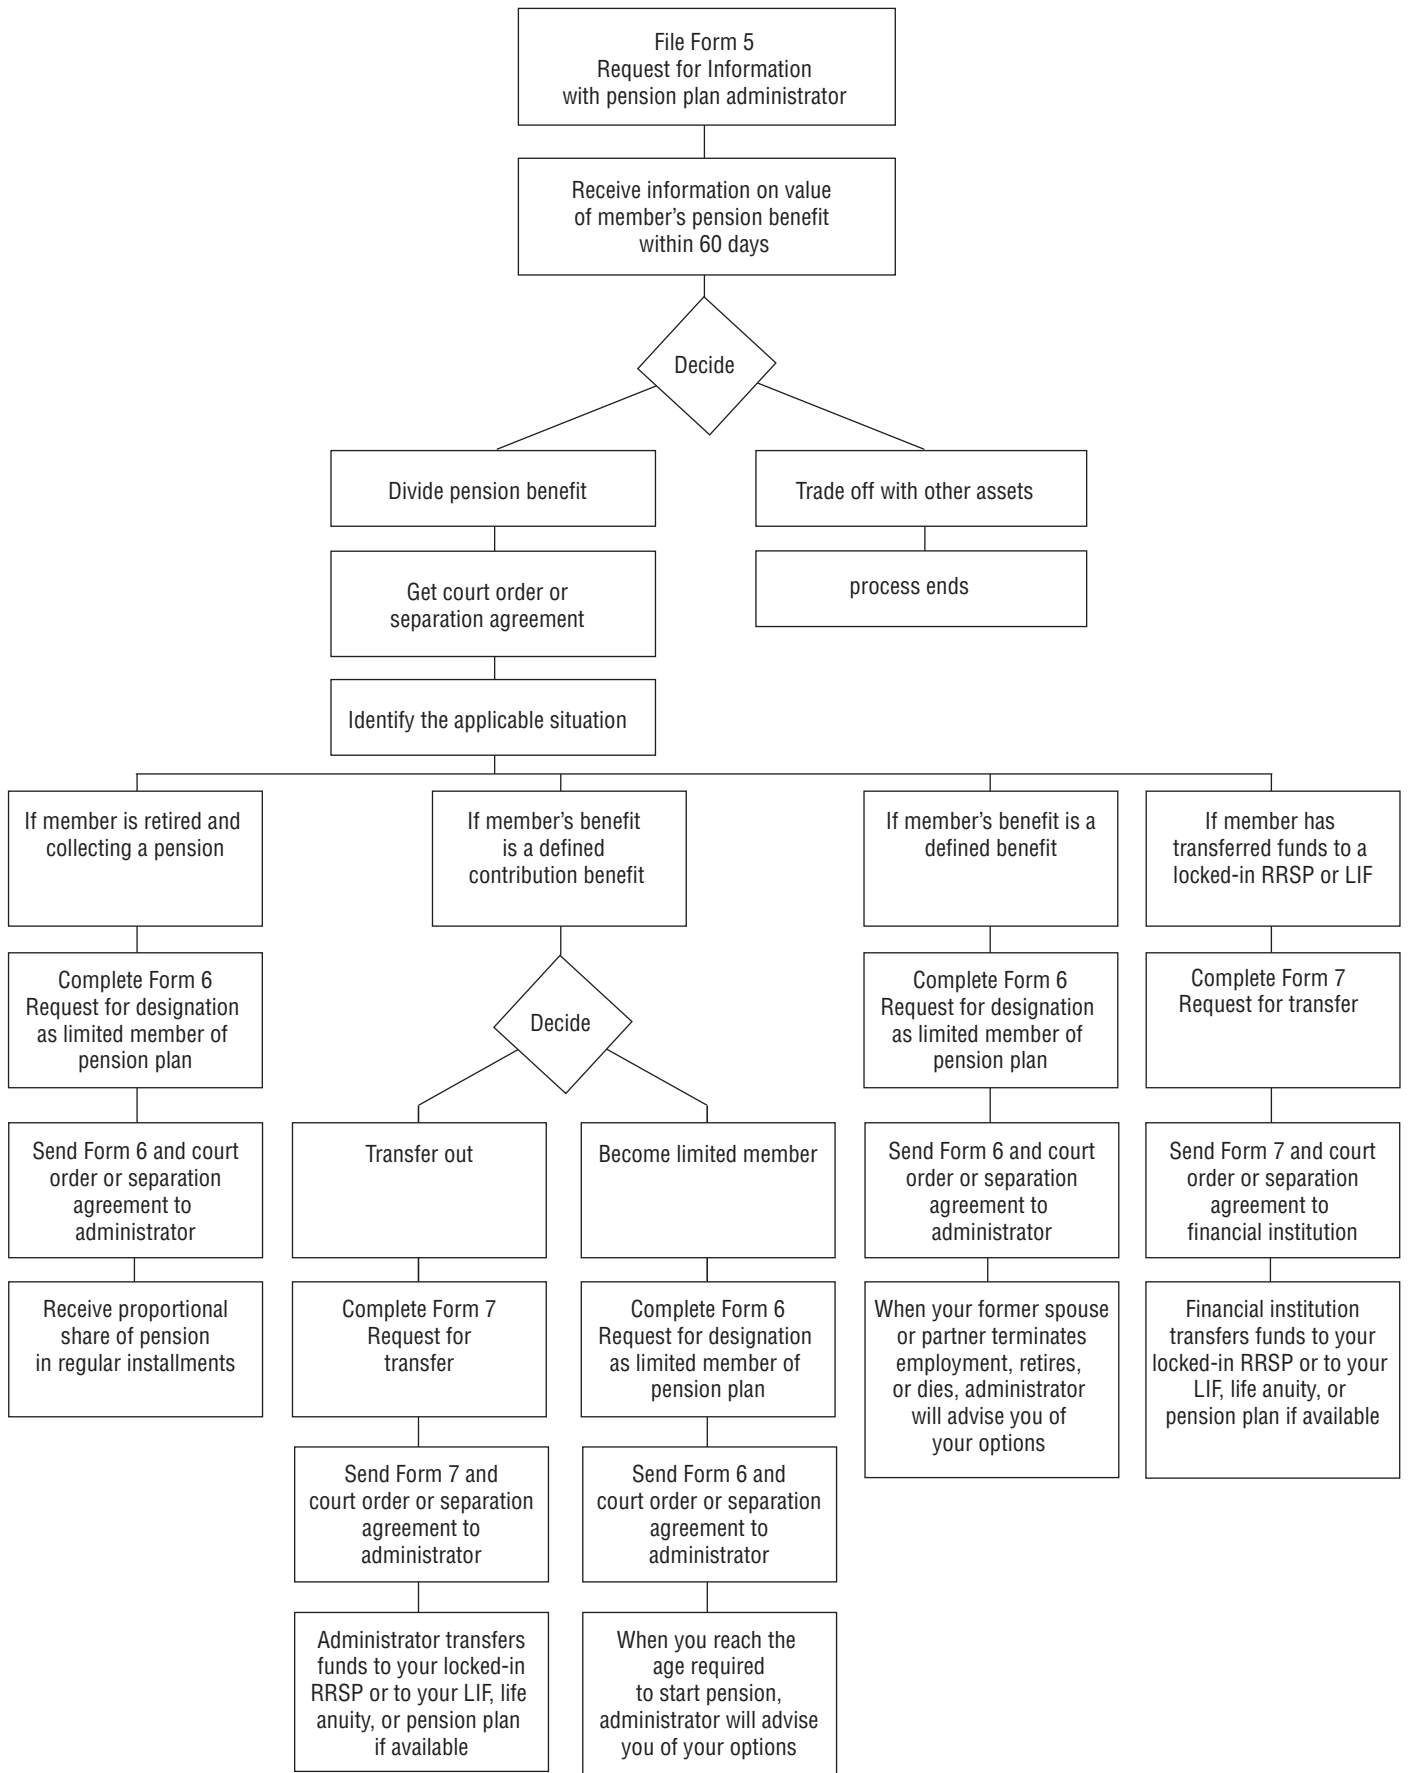 File Form 5
Request for Information
with pension plan administrator
Receive information on value
of member’s pension benefit
within 60 days
Decide
Divide pension benefit
Trade off with other assets
Get court order or
separation agreement
process ends
Identify the applicable situation
If member is retired and
collecting a pension
If member’s benefit
is a defined
contribution benefit
If member’s benefit is a
defined benefit
If member has
transferred funds to a
locked-in RRSP or LIF
Complete Form 6
Request for designation
as limited member of
pension plan
Decide
Complete Form 6
Request for designation
as limited member of
pension plan
Complete Form 7
Request for transfer
Send Form 6 and court
order or separation
agreement to
administrator
Transfer out
Become limited member
Send Form 6 and court
order or separation
agreement to
administrator
Send Form 7 and court
order or separation
agreement to
financial institution
Receive proportional
share of pension
in regular installments
Complete Form 7
Request for
transfer
Complete Form 6
Request for designation
as limited member of
pension plan
When your former spouse
or partner terminates
employment, retires,
or dies, administrator
will advise you of
your options
Financial institution
transfers funds to your
locked-in RRSP or to your
LIF, life anuity, or
pension plan if available
Send Form 7 and
court order or separation
agreement to
administrator
Send Form 6 and
court order or separation
agreement to
administrator
Administrator transfers
funds to your locked-in
RRSP or to your LIF, life
anuity, or pension plan
if available
When you reach the
age required
to start pension,
administrator will advise
you of your options